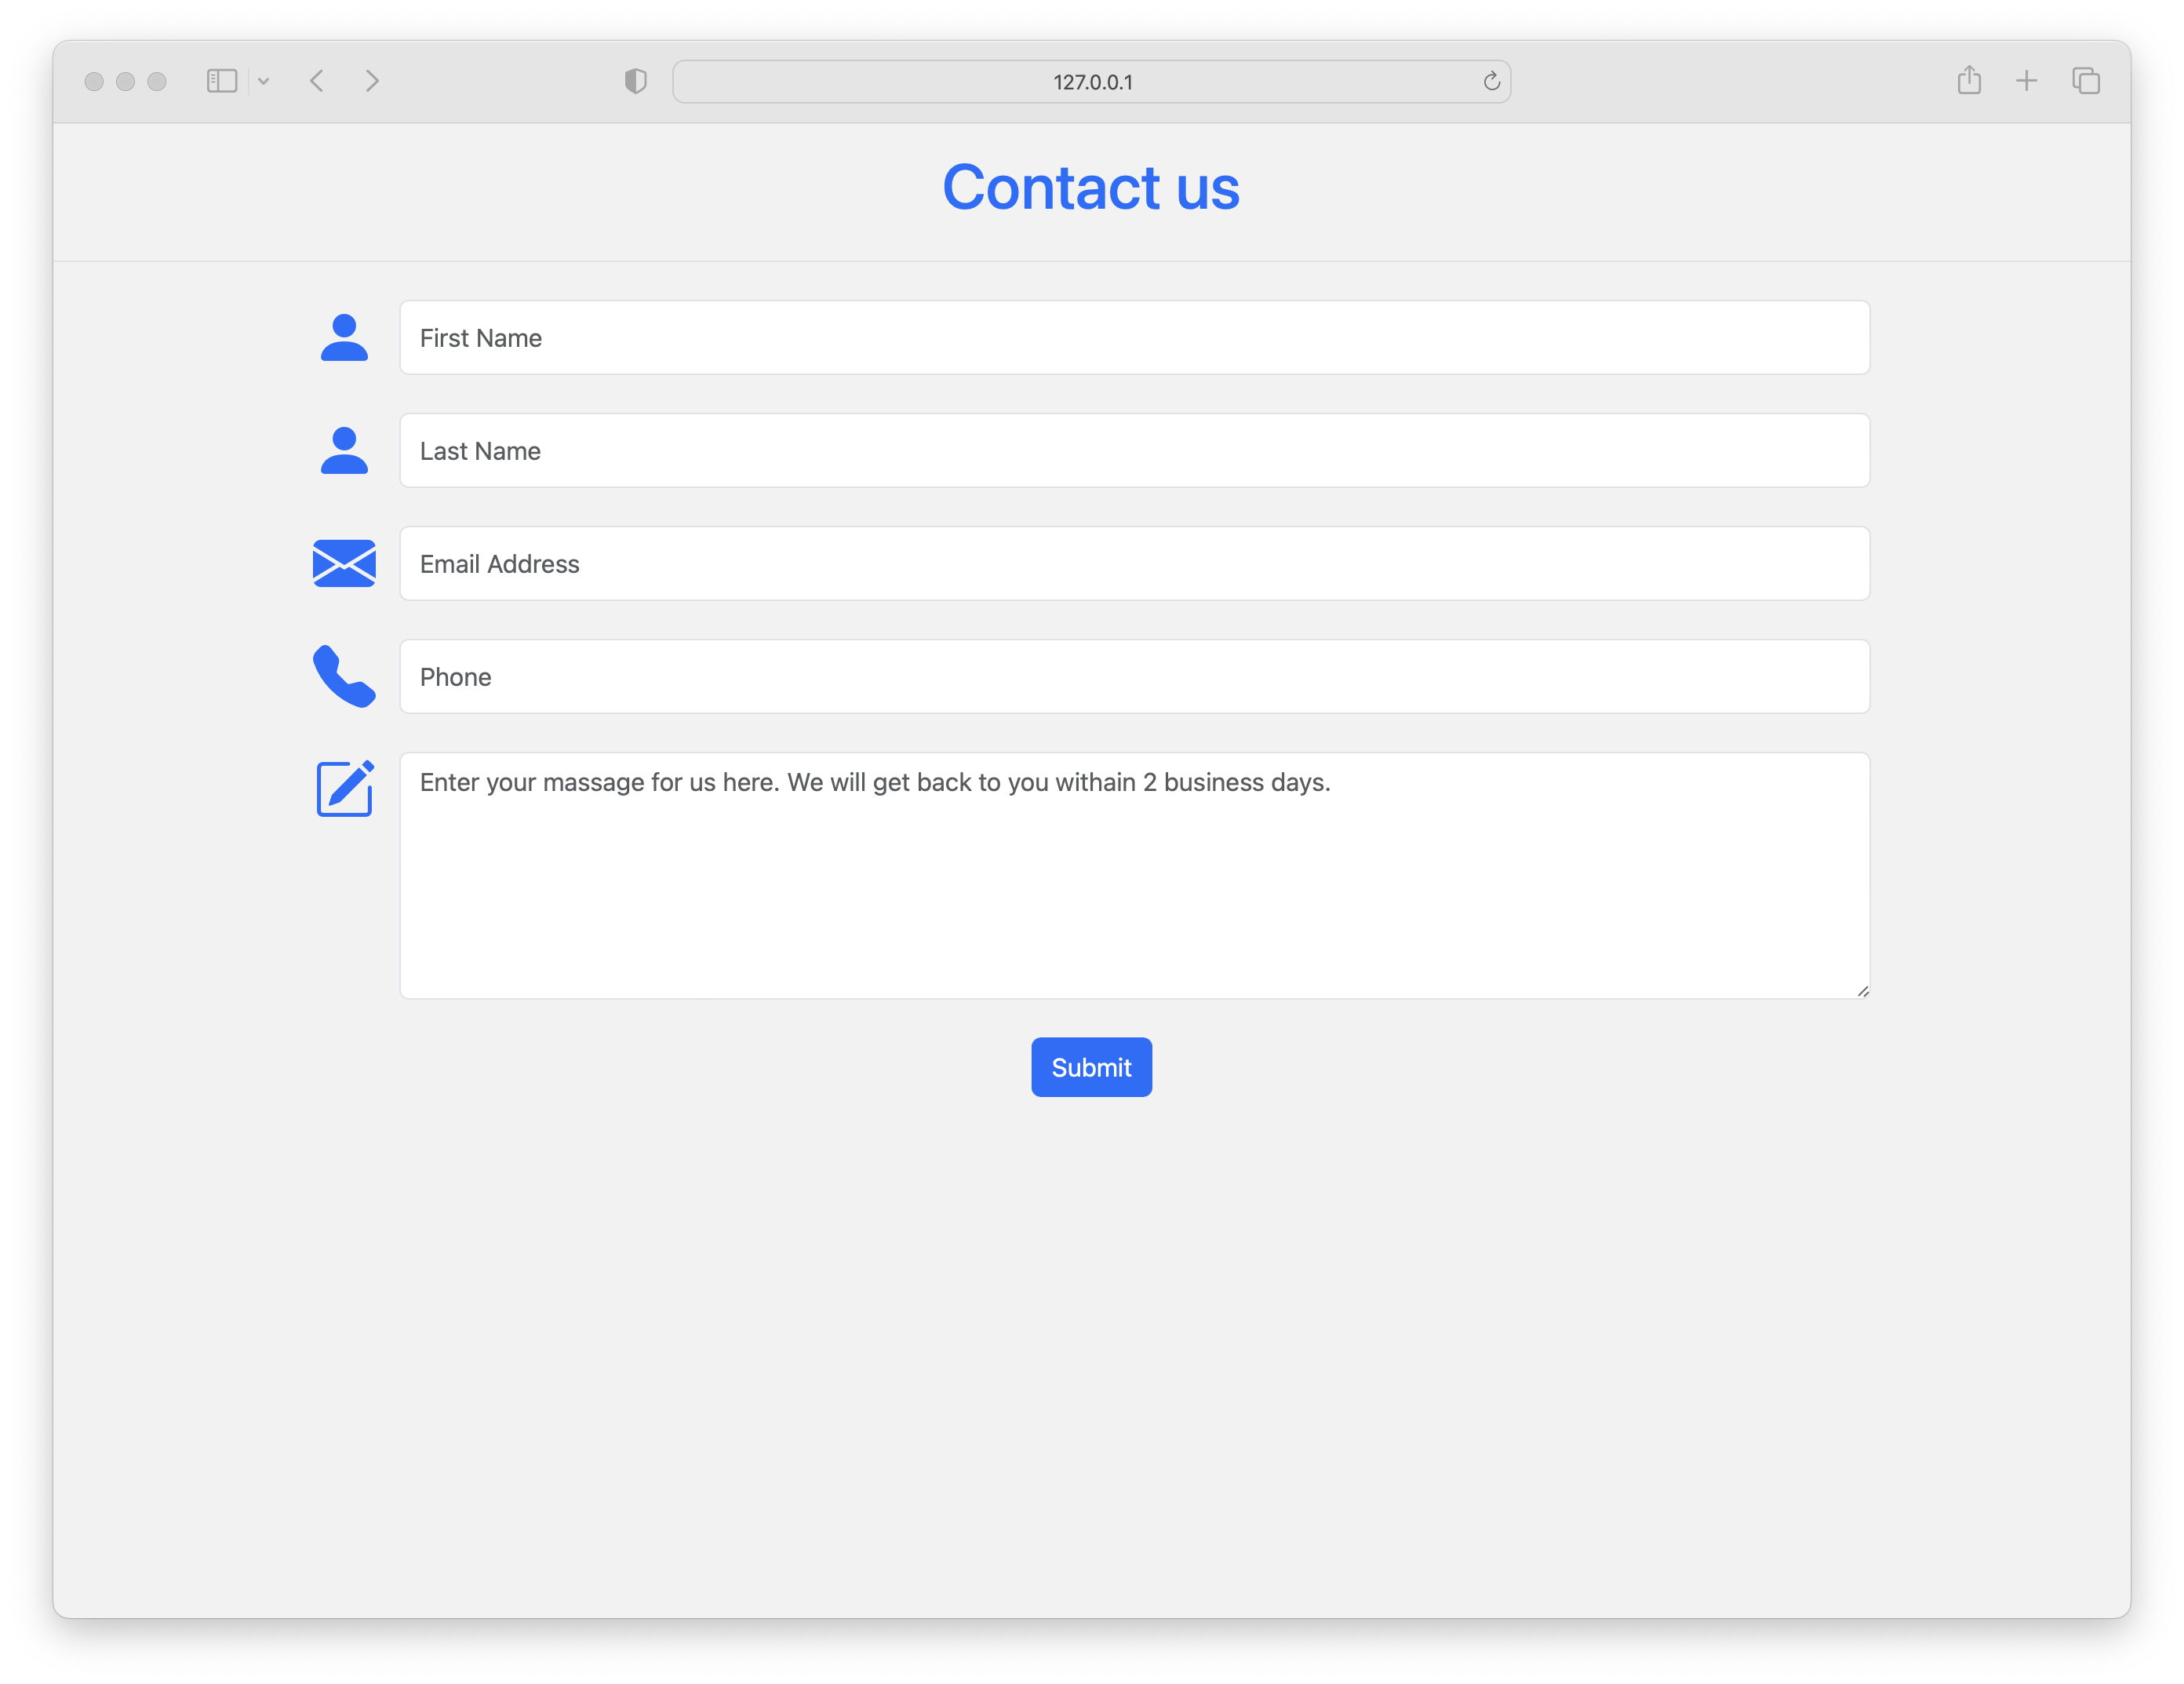 127.0.0.1
Contact us
First Name
Last Name
Email Address
Phone
Enter your massage for us here. We will get back to you withain 2 business days.
Submit